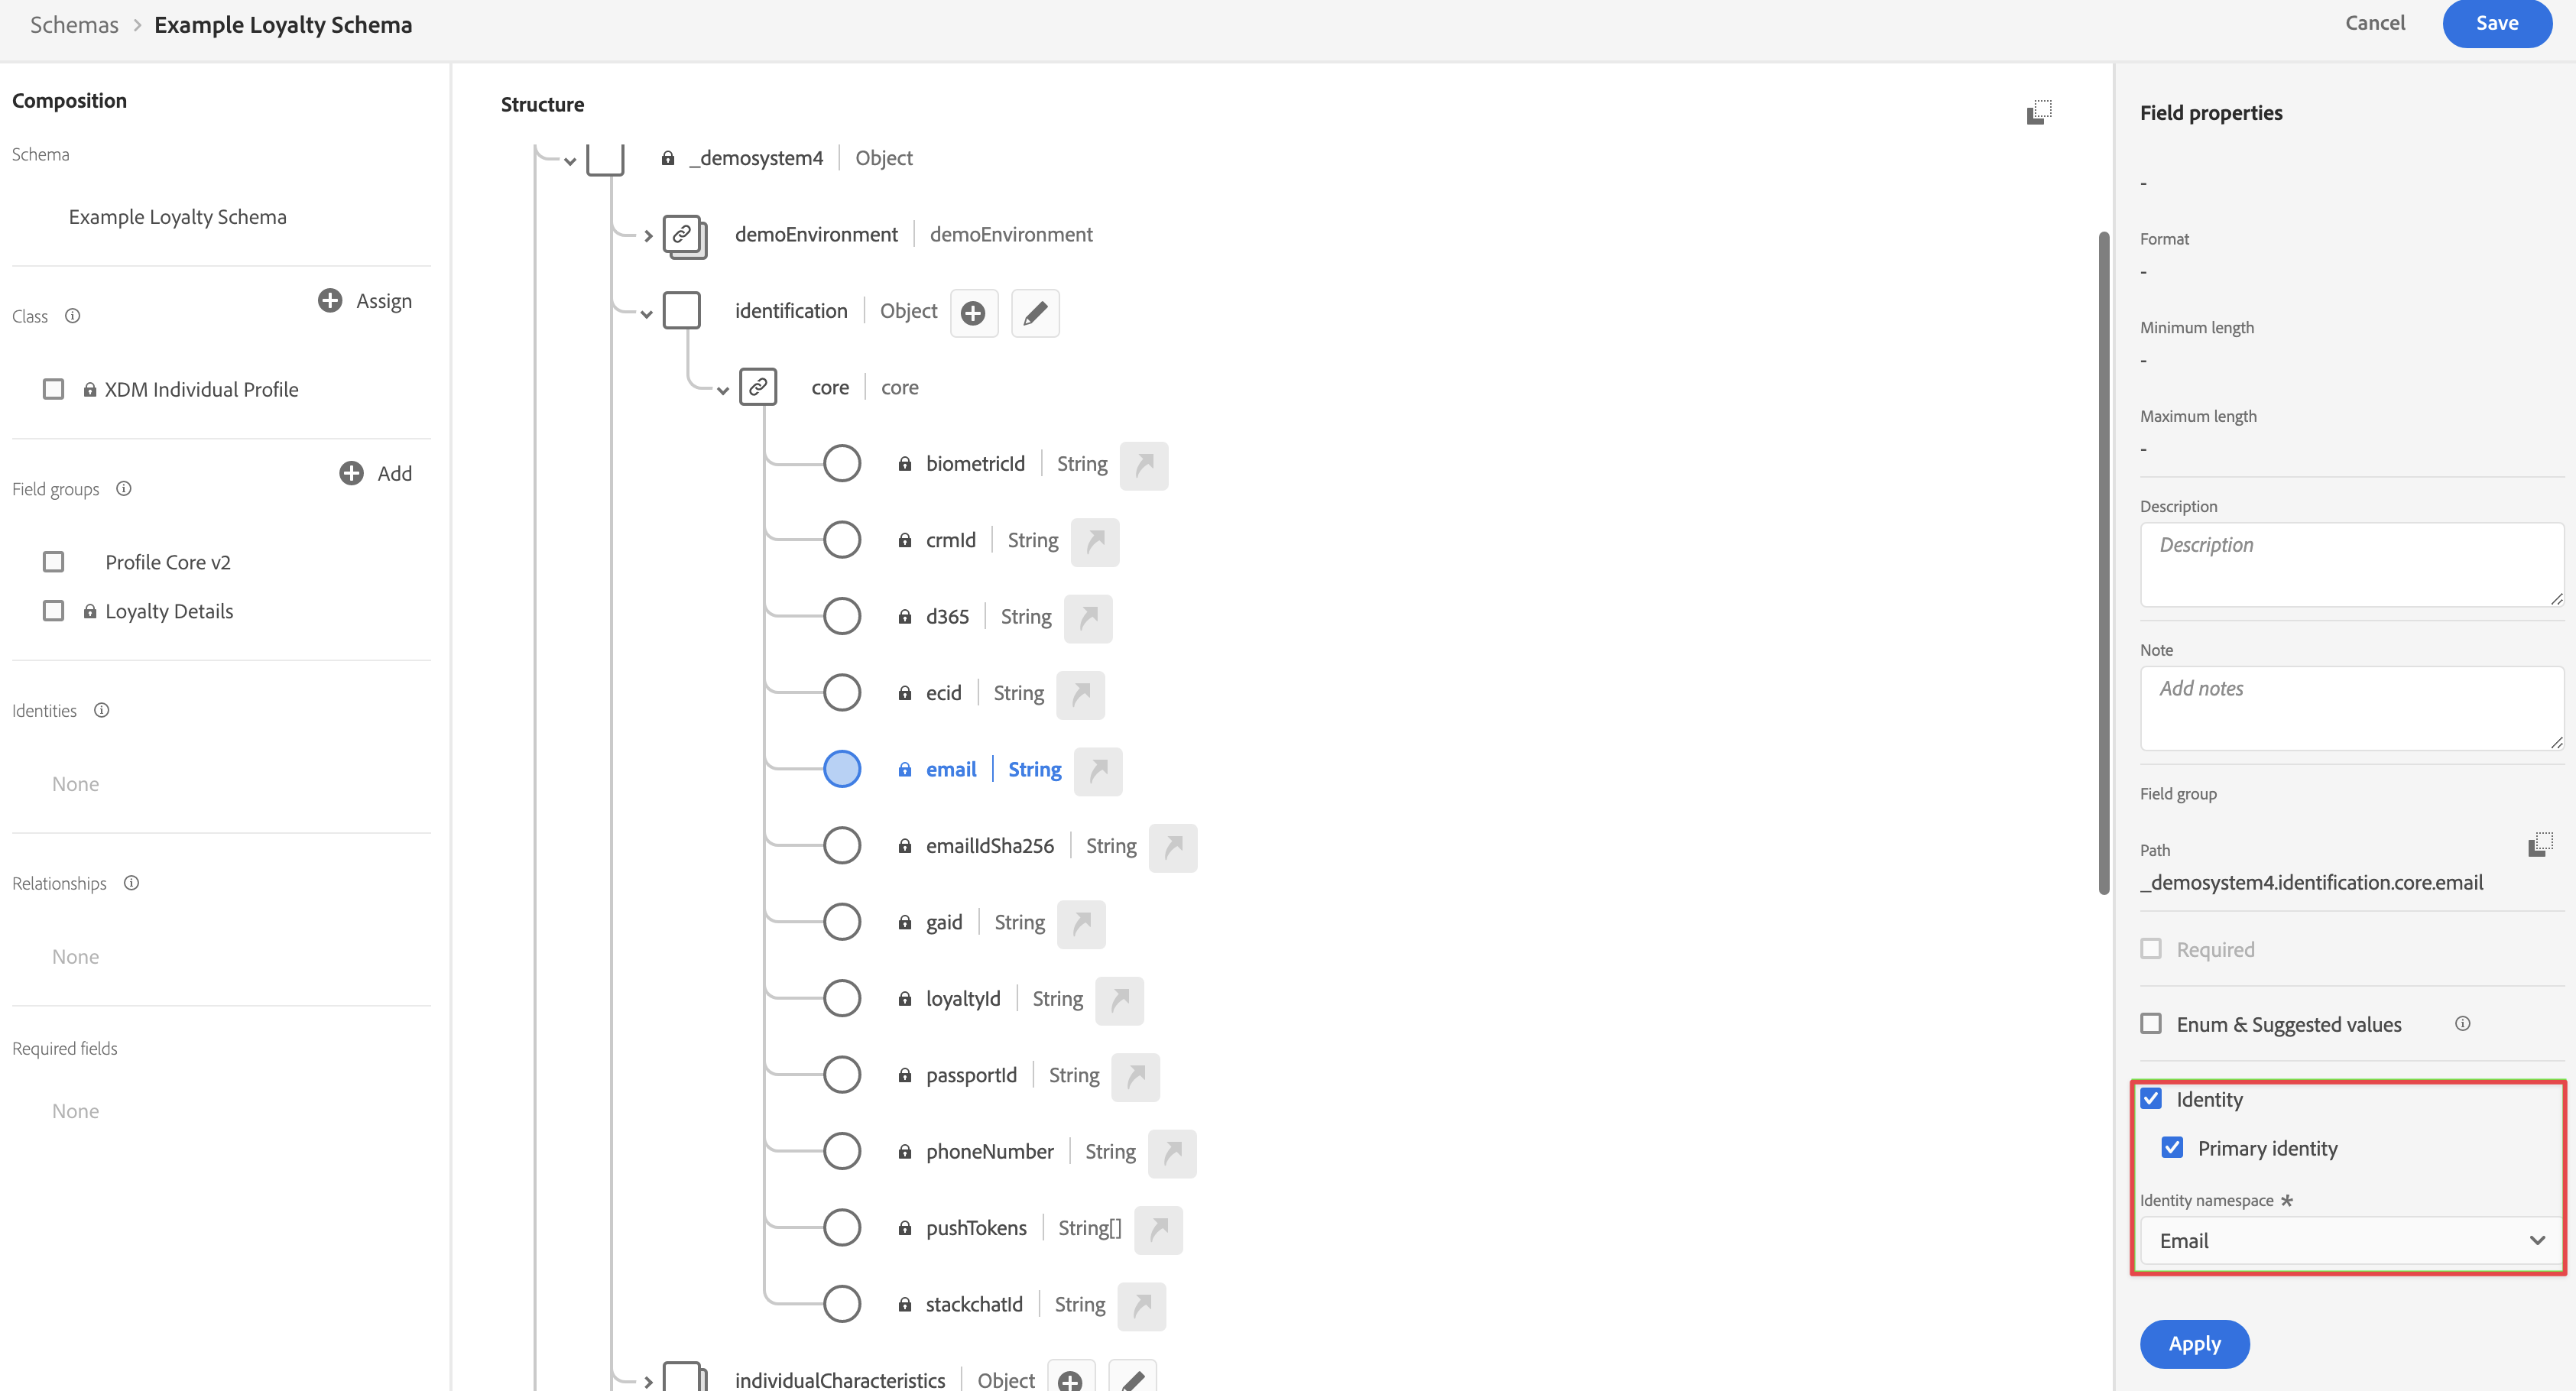 Schemas > Example Loyalty Schema
Cancel
Save
Composition
Schema
Example Loyalty Schema
Class
Assign
XDM Individual Profile
Field groups
Add
Profile Core v2
Loyalty Details
Identities
None
Relationships
None
Required fields
None
Structure
_demosystem4 | Object
demoEnvironment | demoEnvironment
identification | Object
core | core
biometricId | String
crmId | String
d365 | String
ecid | String
email | String
emailIdSha256 | String
gaid | String
loyaltyId | String
passportId | String
phoneNumber | String
pushTokens | String[]
stackchatId | String
individualCharacteristics | Object
Field properties
-
Format
-
Minimum length
-
Maximum length
-
Description
Description
Note
Add notes
Field group
Path
_demosystem4.identification.core.email
Required
Enum & Suggested values
Identity
Primary identity
Identity namespace *
Email
Apply